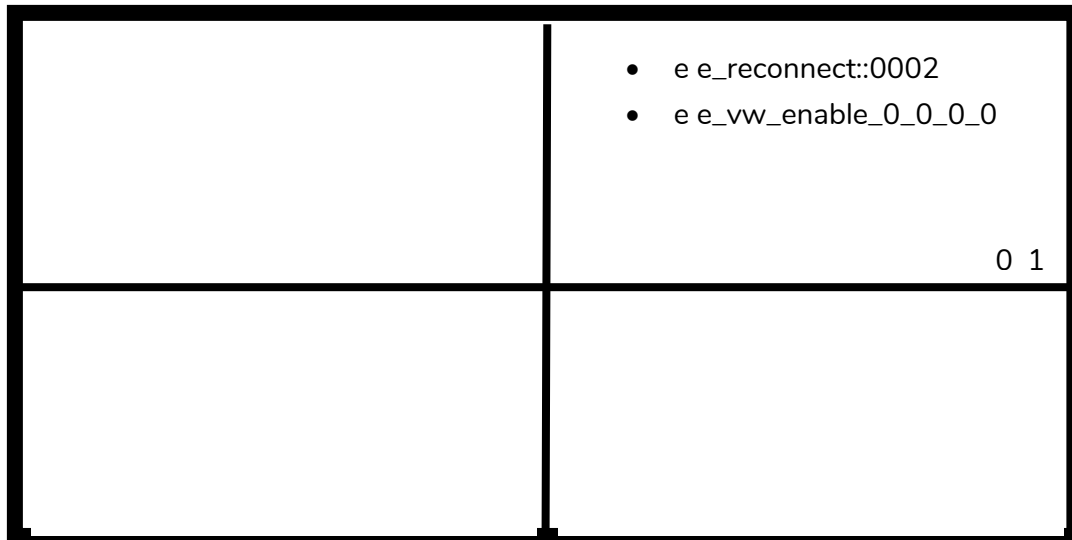 • e e_reconnect::0002
• e e_vw_enable_0_0_0_0
0 1